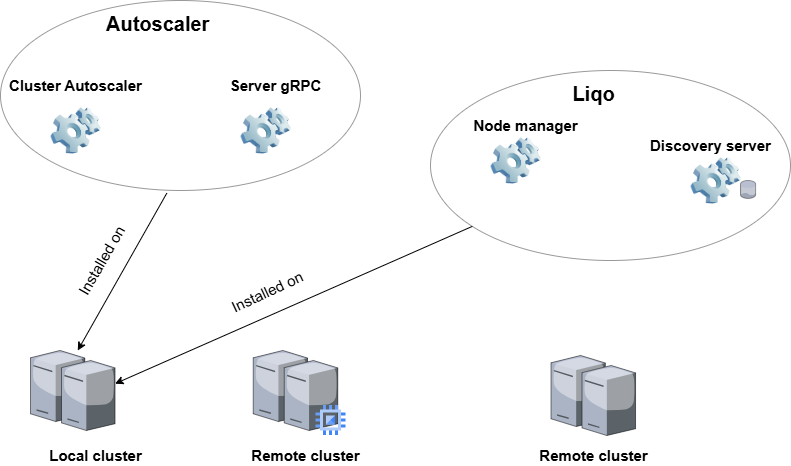 Autoscaler
Cluster Autoscaler
Server gRPC
Liqo
Node manager
Discovery server
Installed on
Installed on
Local cluster
Remote cluster
Remote cluster